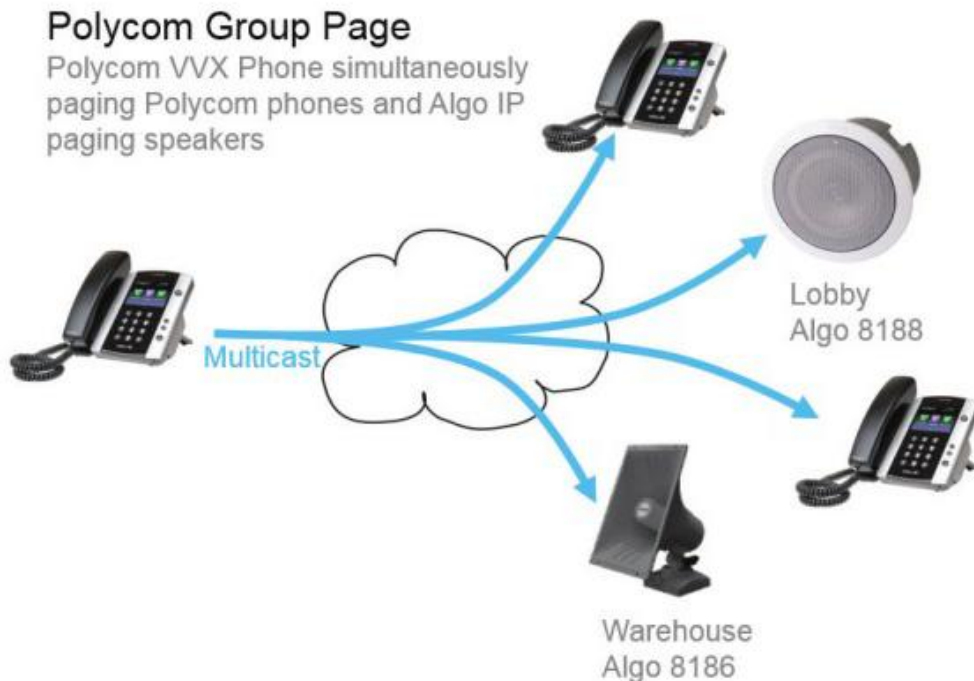 Polycom Group Page
Polycom VVX Phone simultaneously
paging Polycom phones and Algo IP
paging speakers
Multicast
Lobby
Algo 8188
Warehouse
Algo 8186